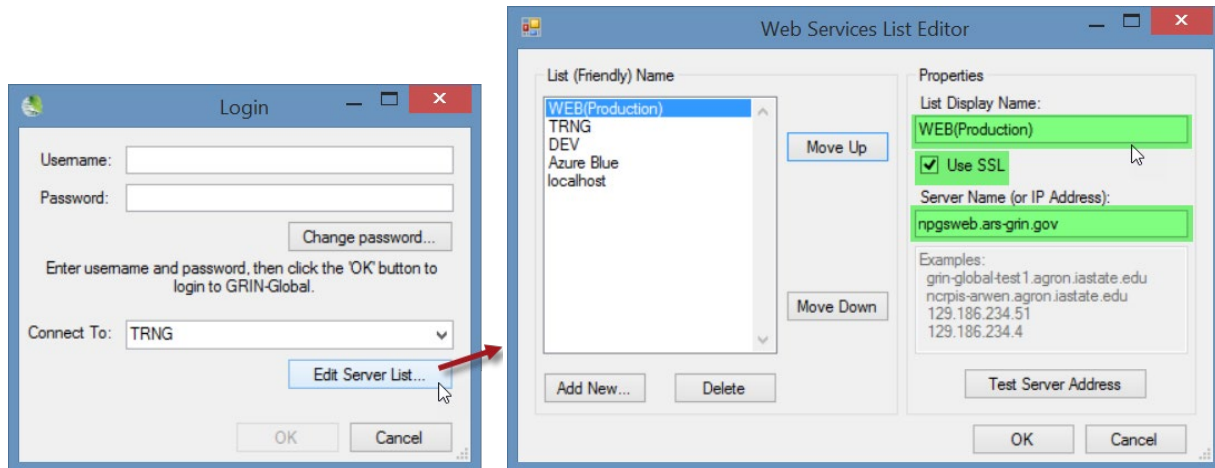 Login
Username:
Password:
Change password...
Enter username and password, then click the 'OK' button to
login to GRIN-Global.
Connect To: TRNG
Edit Server List...
OK Cancel
Web Services List Editor
List (Friendly) Name
WEB(Production)
TRNG
DEV
Azure Blue
localhost
Move Up
Move Down
Add New... Delete
Properties
List Display Name:
WEB(Production)
Use SSL
Server Name (or IP Address):
npgsweb.ars-grin.gov
Examples:
grin-global-test1.agron.iastate.edu
ncrpis-arwen.agron.iastate.edu
129.186.234.51
129.186.234.4
Test Server Address
OK Cancel